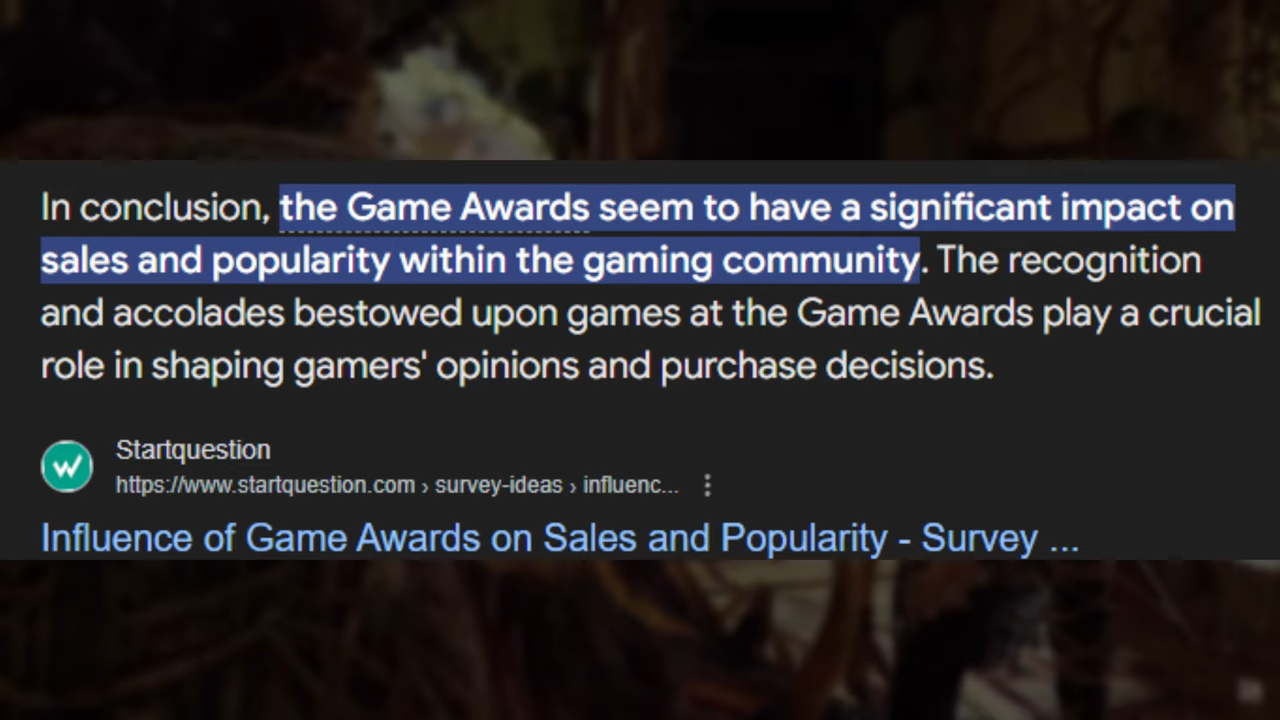 In conclusion, the Game Awards seem to have a significant impact on
sales and popularity within the gaming community. The recognition
and accolades bestowed upon games at the Game Awards play a crucial
role in shaping gamers' opinions and purchase decisions.
Startquestion
https://www.startquestion.com › survey-ideas › influenc...
Influence of Game Awards on Sales and Popularity - Survey ...